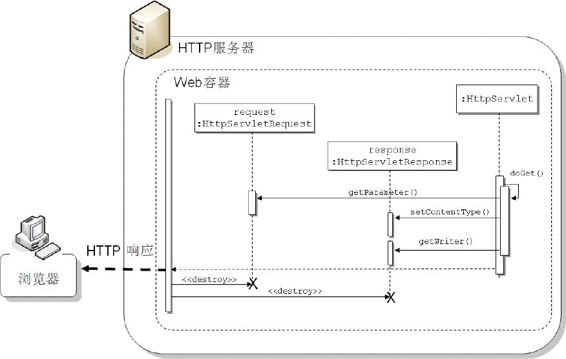 HTTP服务器
Web容器
:HttpServlet
request
:HttpServletRequest
response
:HttpServletResponse
doGet()
getParameter()
setContentType()
getWriter()
HTTP 响应
浏览器
<<destroy>>
<<destroy>>